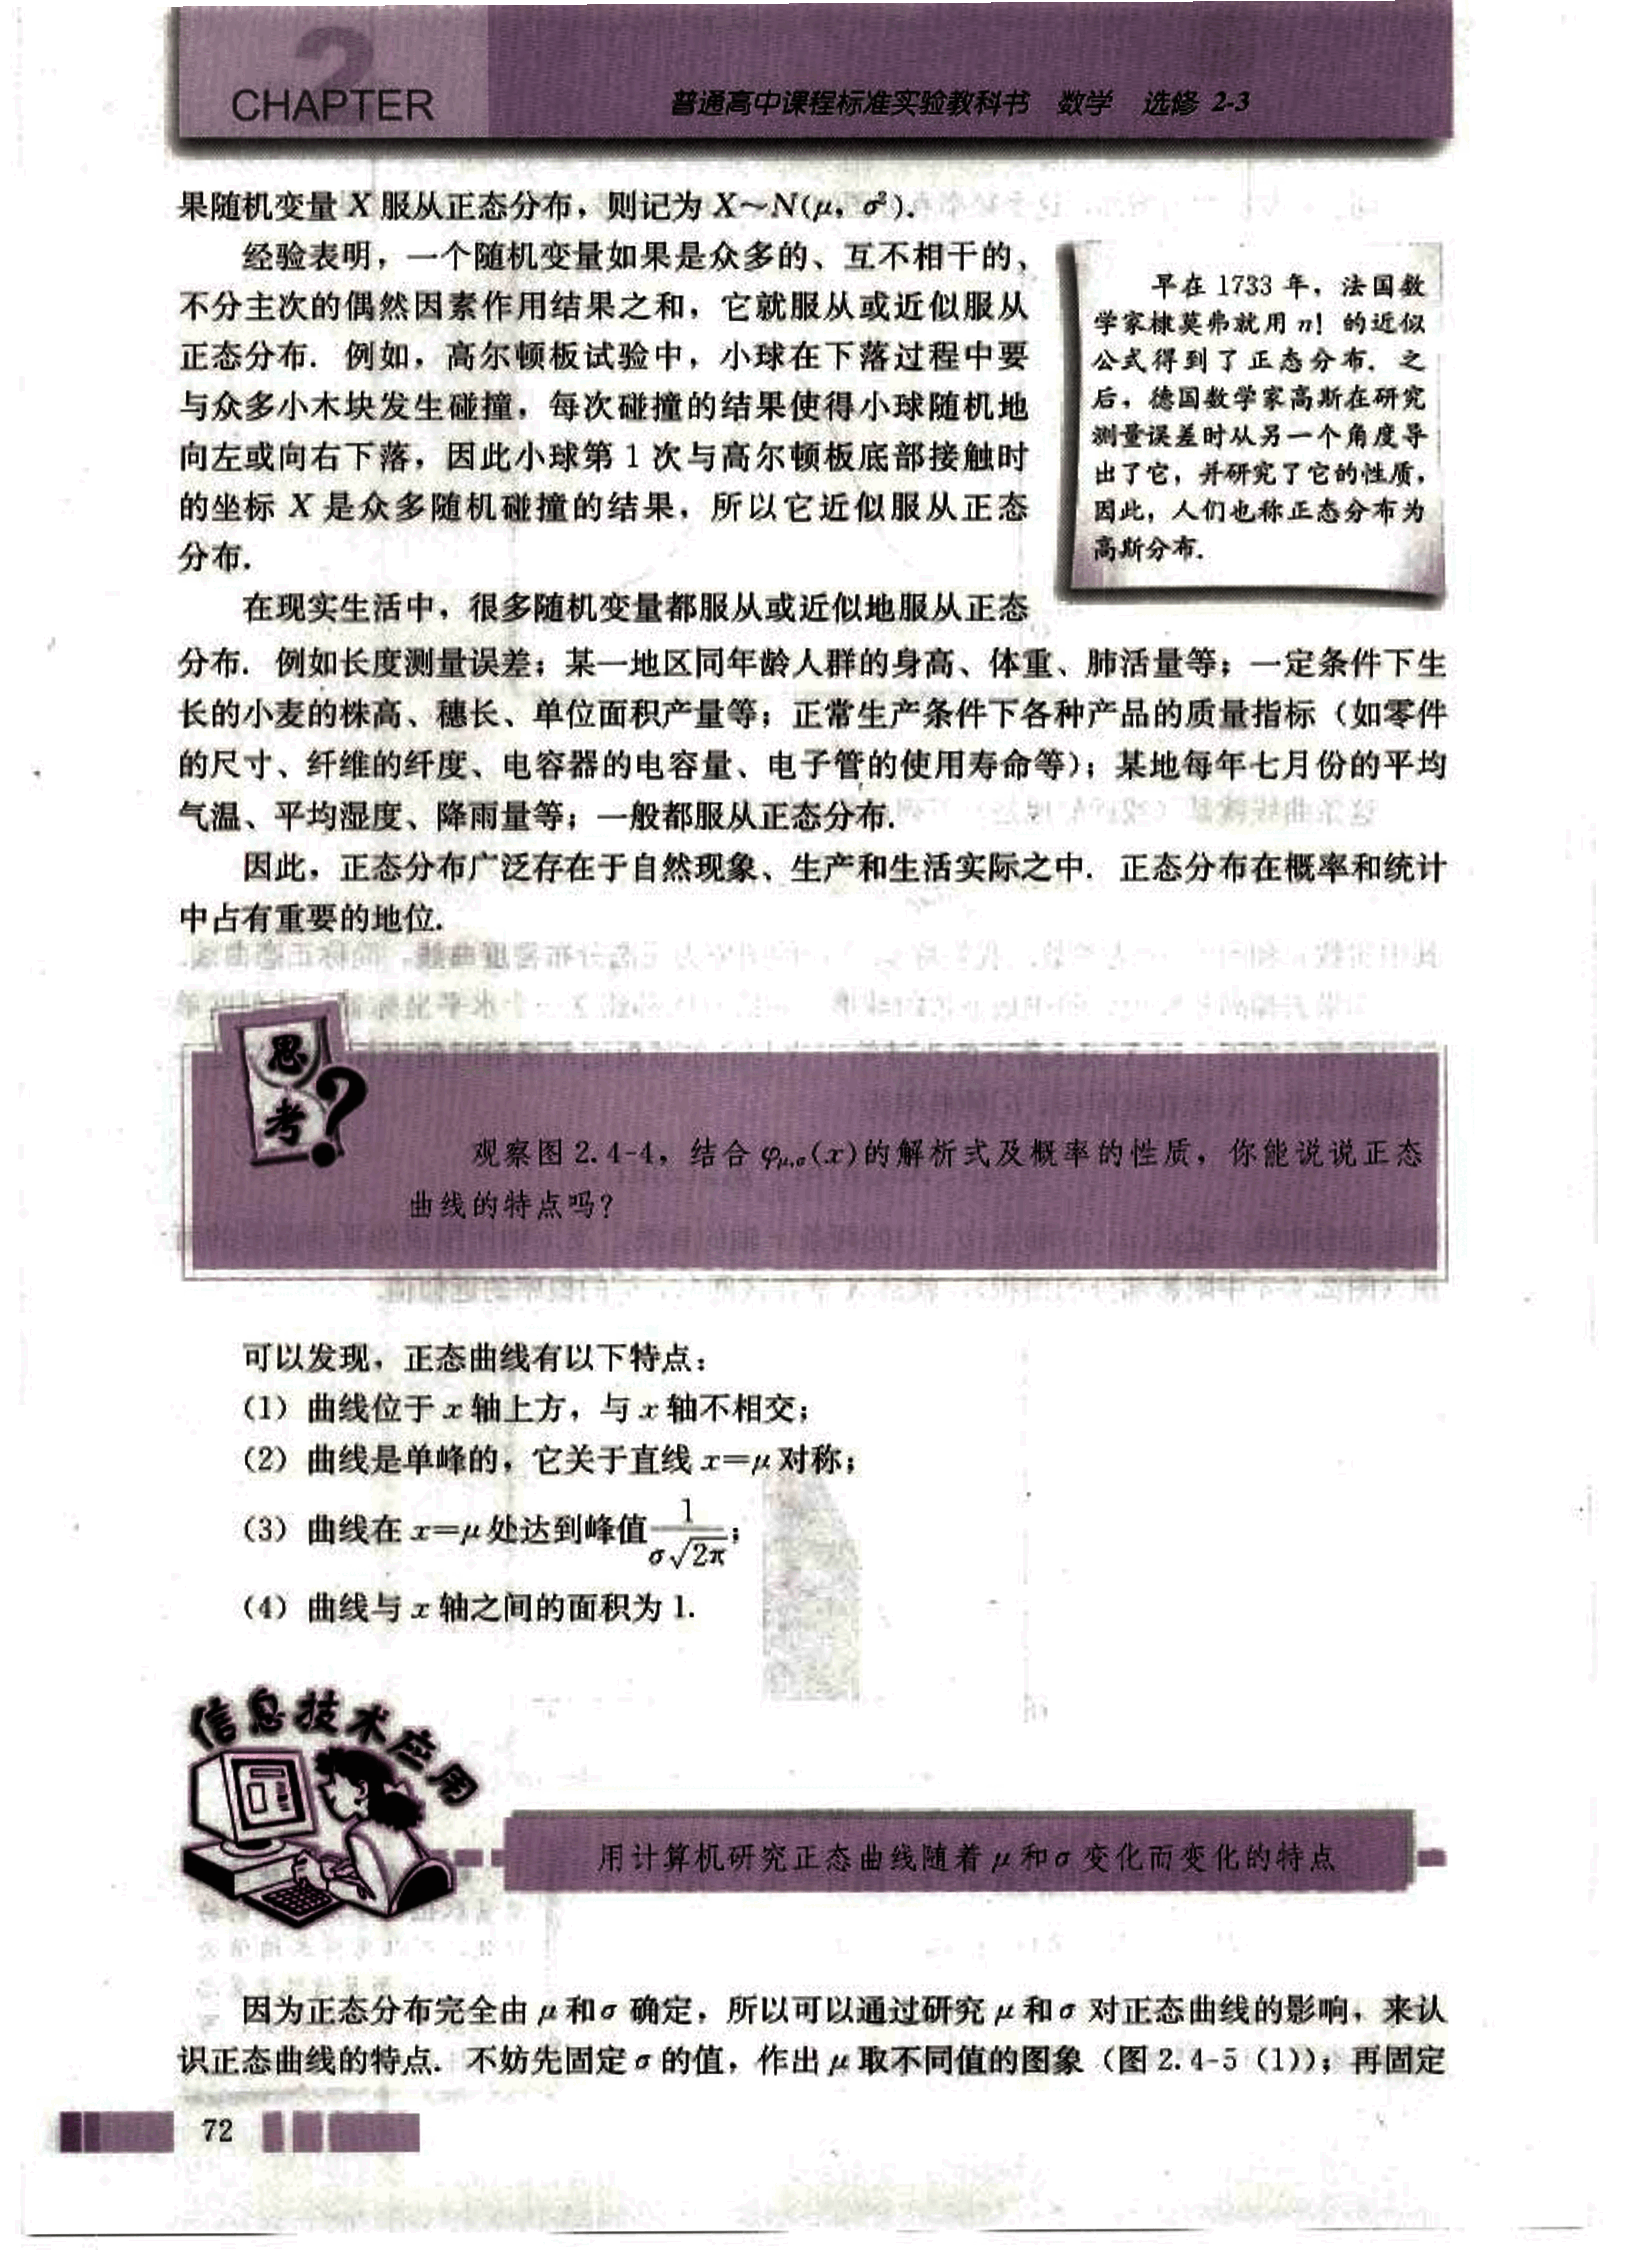 2
CHAPTER
普通高中课程标准实验教科书 数学 选修 2-3
果随机变量 X 服从正态分布，则记为 X～N(μ，σ²).
经验表明，一个随机变量如果是众多的、互不相干的、
不分主次的偶然因素作用结果之和，它就服从或近似服从
正态分布．例如，高尔顿板试验中，小球在下落过程中要
与众多小木块发生碰撞，每次碰撞的结果使得小球随机地
向左或向右下落，因此小球第 1 次与高尔顿板底部接触时
的坐标 X 是众多随机碰撞的结果，所以它近似服从正态
分布．
早在 1733 年，法国数
学家棣莫弗就用 n! 的近似
公式得到了正态分布．之
后，德国数学家高斯在研究
测量误差时从另一个角度导
出了它，并研究了它的性质，
因此，人们也称正态分布为
高斯分布．
在现实生活中，很多随机变量都服从或近似地服从正态
分布．例如长度测量误差；某一地区同年龄人群的身高、体重、肺活量等；一定条件下生
长的小麦的株高、穗长、单位面积产量等；正常生产条件下各种产品的质量指标（如零件
的尺寸、纤维的纤度、电容器的电容量、电子管的使用寿命等）；某地每年七月份的平均
气温、平均湿度、降雨量等；一般都服从正态分布．
因此，正态分布广泛存在于自然现象、生产和生活实际之中．正态分布在概率和统计
中占有重要的地位．
思考？
观察图 2.4-4，结合 φμ,σ(x)的解析式及概率的性质，你能说说正态
曲线的特点吗？
可以发现，正态曲线有以下特点：
（1）曲线位于 x 轴上方，与 x 轴不相交；
（2）曲线是单峰的，它关于直线 x=μ 对称；
（3）曲线在 x=μ 处达到峰值 1/(σ√2π)；
（4）曲线与 x 轴之间的面积为 1．
信息技术应用
用计算机研究正态曲线随着 μ 和 σ 变化而变化的特点
因为正态分布完全由 μ 和 σ 确定，所以可以通过研究 μ 和 σ 对正态曲线的影响，来认
识正态曲线的特点．不妨先固定 σ 的值，作出 μ 取不同值的图象（图 2.4-5（1））；再固定
72